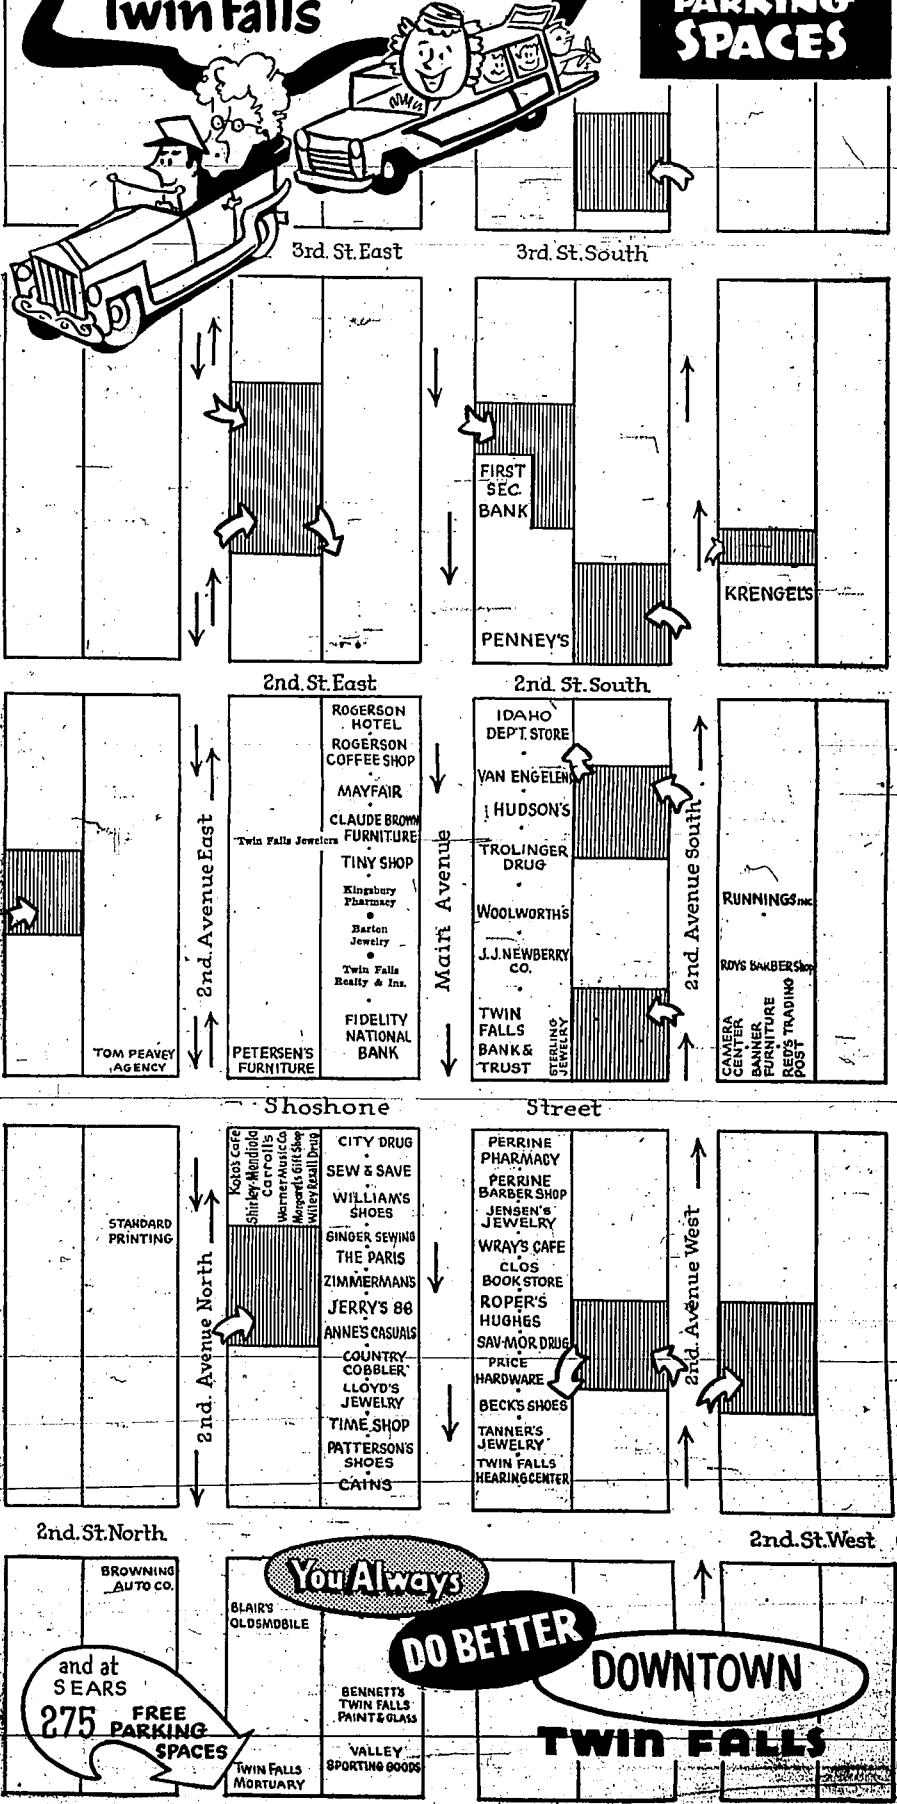 Twin Falls
PARKING
SPACES
3rd. St. East
3rd. St. South
FIRST
SEC.
BANK
PENNEY'S
KRENGEL'S
2nd. St. East
2nd. St. South
ROGERSON
HOTEL
ROGERSON
COFFEE SHOP
MAYFAIR
CLAUDE BROWN
FURNITURE
Twin Falls Jewelers
TINY SHOP
Kingsbury
Pharmacy
Barton
Jewelry
Twin Falls
Realty & Ins.
FIDELITY
NATIONAL
BANK
PETERSEN'S
FURNITURE
TOM PEAVEY
AGENCY
2nd. Avenue East
Main Avenue
IDAHO
DEP'T. STORE
VAN ENGELEN
HUDSON'S
TROLINGER
DRUG
WOOLWORTH'S
J.J. NEWBERRY
CO.
TWIN
FALLS
BANK &
TRUST
STERLING
JEWELRY
2nd. Avenue South
RUNNINGS INC
ROYS BARBER Shop
CAMERA
CENTER
BANNER
FURNITURE
RED'S TRADING
POST
Shoshone
Street
Koto's Cafe
Shirley-Mendiola
Carroll's
Warner Music Co.
Margarets Gift Shop
Wiley Rexall Drug
CITY DRUG
SEW & SAVE
WILLIAM'S
SHOES
GINGER SEWING
THE PARIS
ZIMMERMAN'S
JERRY'S 88
ANNE'S CASUALS
COUNTRY
COBBLER
LLOYD'S
JEWELRY
TIME SHOP
PATTERSON'S
SHOES
CAINS
STANDARD
PRINTING
2nd. Avenue North
PERRINE
PHARMACY
PERRINE
BARBER SHOP
JENSEN'S
JEWELRY
WRAY'S CAFE
CLOS
BOOK STORE
ROPER'S
HUGHES
SAV-MOR DRUG
PRICE
HARDWARE
BECK'S SHOES
TANNER'S
JEWELRY
TWIN FALLS
HEARING CENTER
2nd. Avenue West
2nd. St. North
2nd. St. West
BROWNING
AUTO CO.
BLAIR'S
OLDSMOBILE
You Always
DO BETTER
DOWNTOWN
TWIN FALLS
and at
SEARS
275 FREE
PARKING
SPACES
BENNETT'S
TWIN FALLS
PAINT & GLASS
TWIN FALLS
MORTUARY
VALLEY
SPORTING GOODS